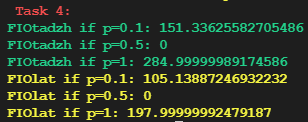 Task 4:
FIOtadzh if p=0.1: 151.33625582705486
FIOtadzh if p=0.5: 0
FIOtadzh if p=1: 284.99999989174586
FIOlat if p=0.1: 105.13887246932232
FIOlat if p=0.5: 0
FIOlat if p=1: 197.99999992479187